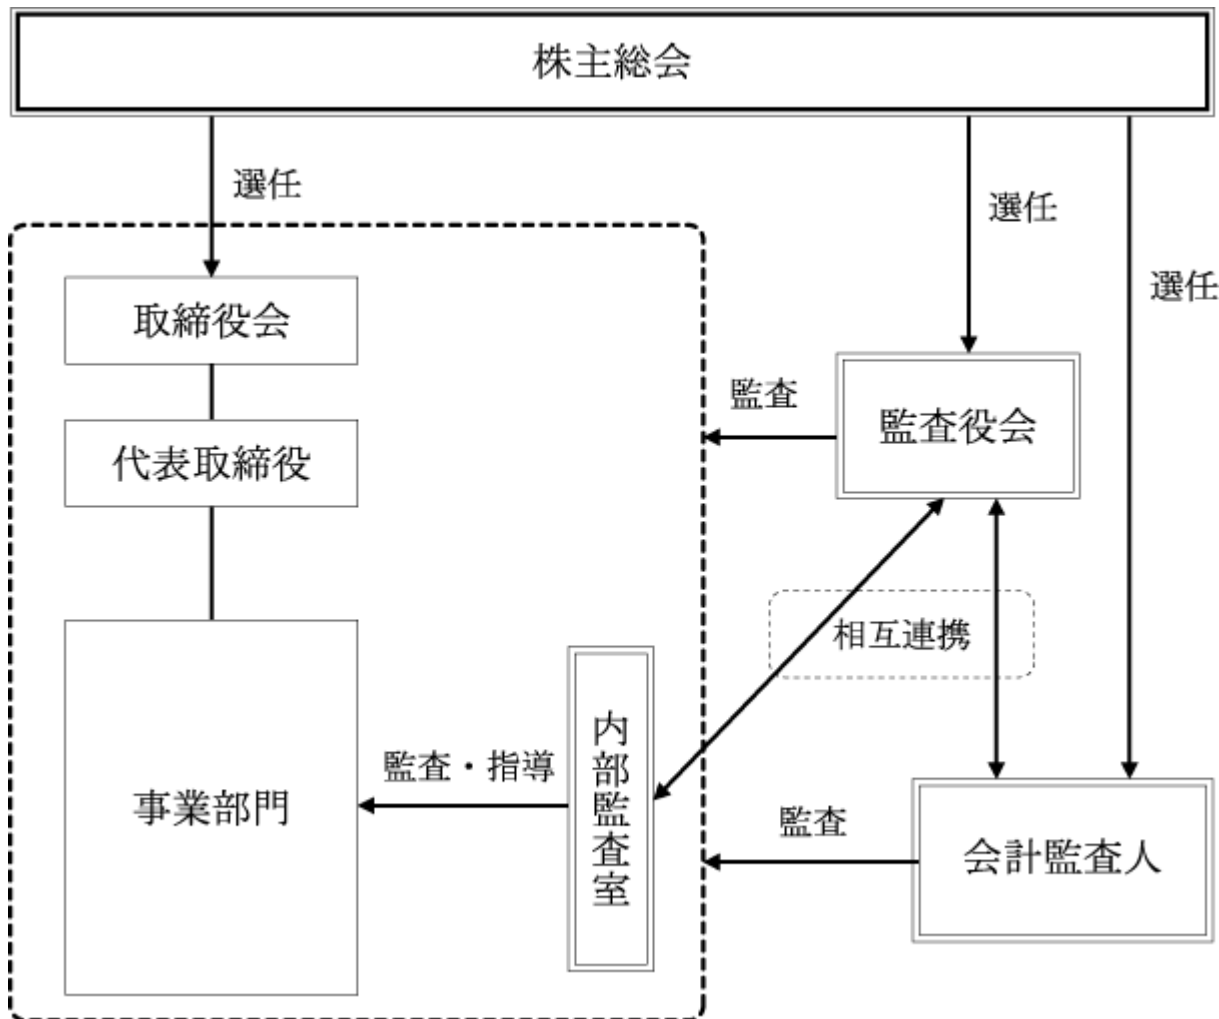 株主総会
選任
選任
選任
取締役会
監査
監査役会
代表取締役
相互連携
内部監査室
監査・指導
事業部門
監査
会計監査人